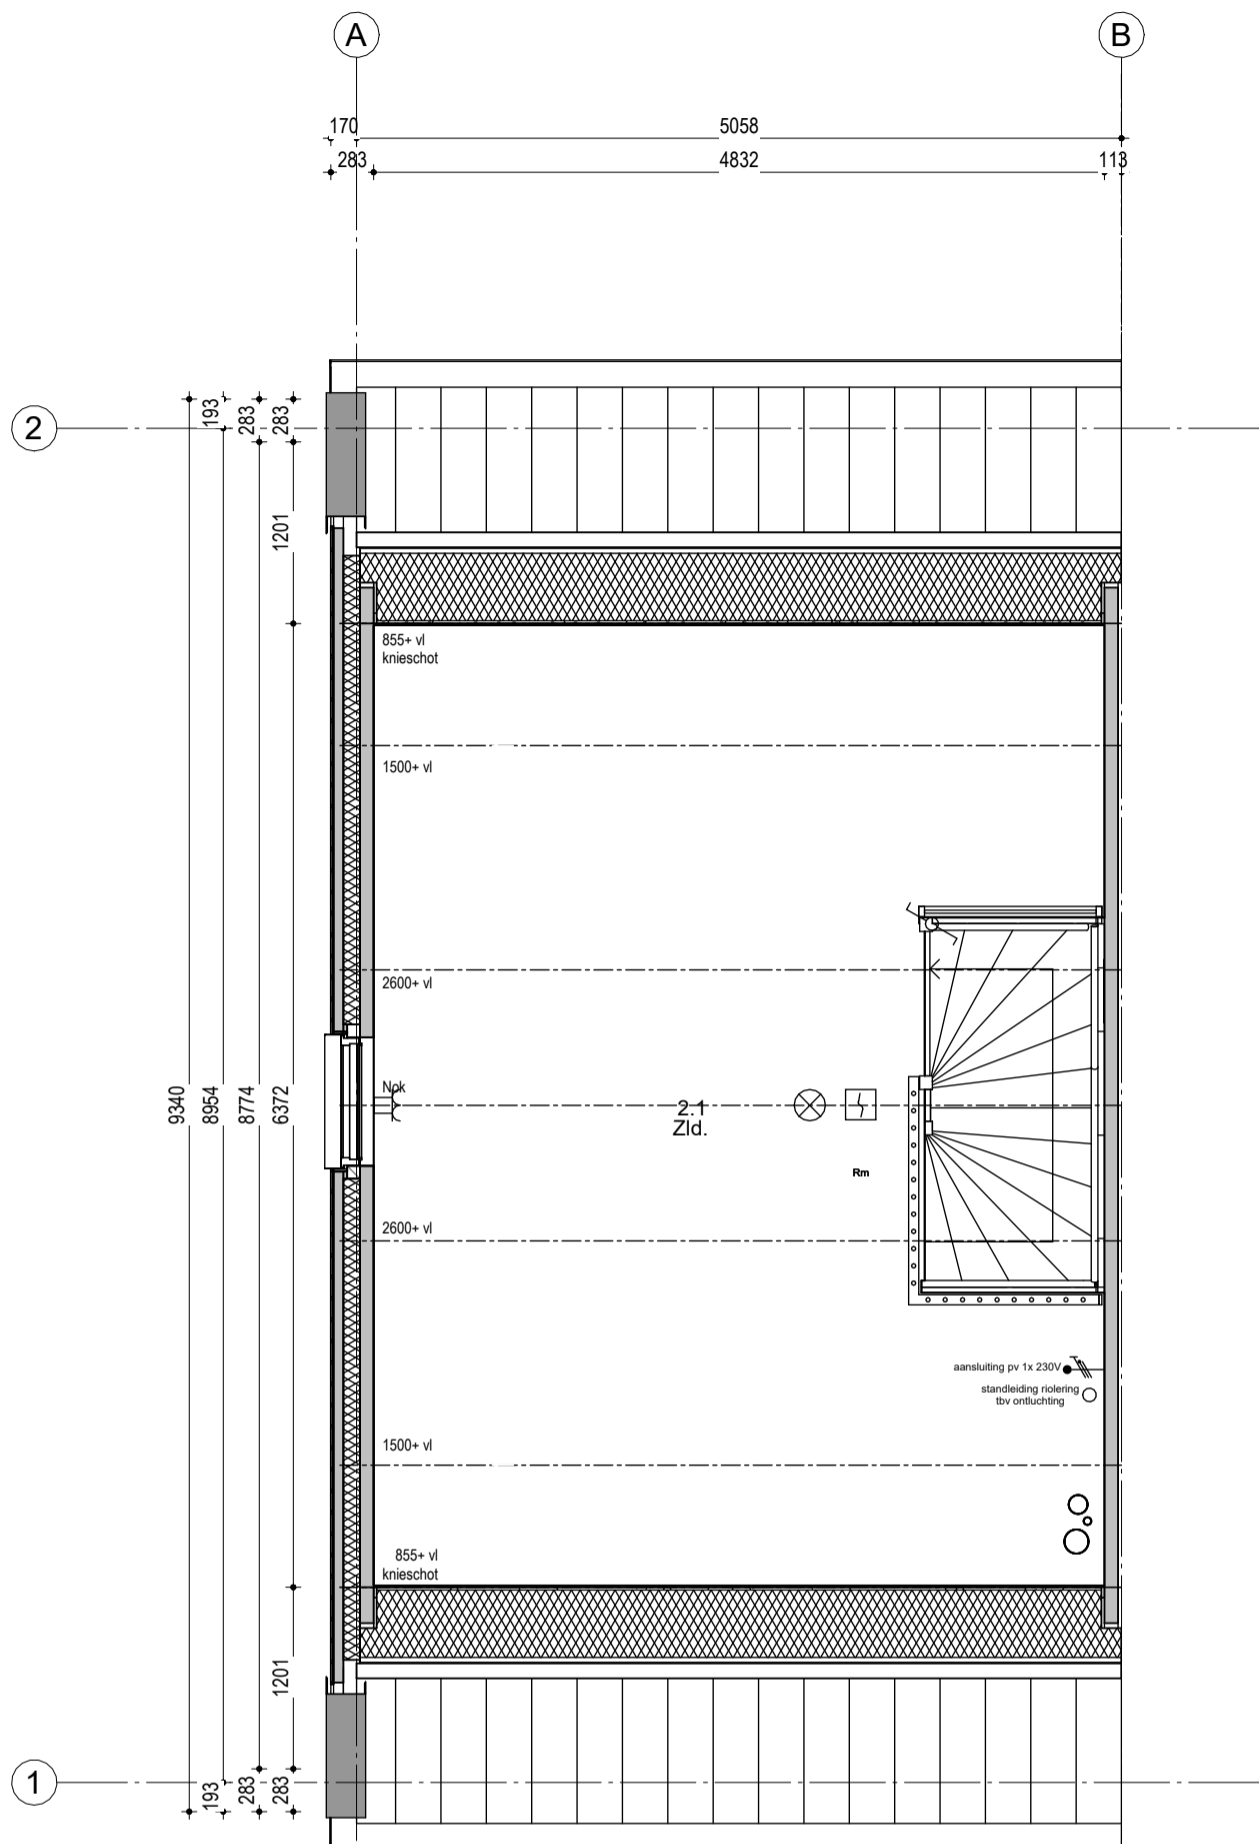 A
B
170
5058
283
4832
113
2
193
283
283
1201
855+ vl
knieschot
1500+ vl
2600+ vl
9340
8954
8774
6372
Nok
2.1
Zld.
Rm
2600+ vl
aansluiting pv 1x 230V
standleiding riolering
tbv ontluchting
1500+ vl
855+ vl
knieschot
1201
1
193
283
283